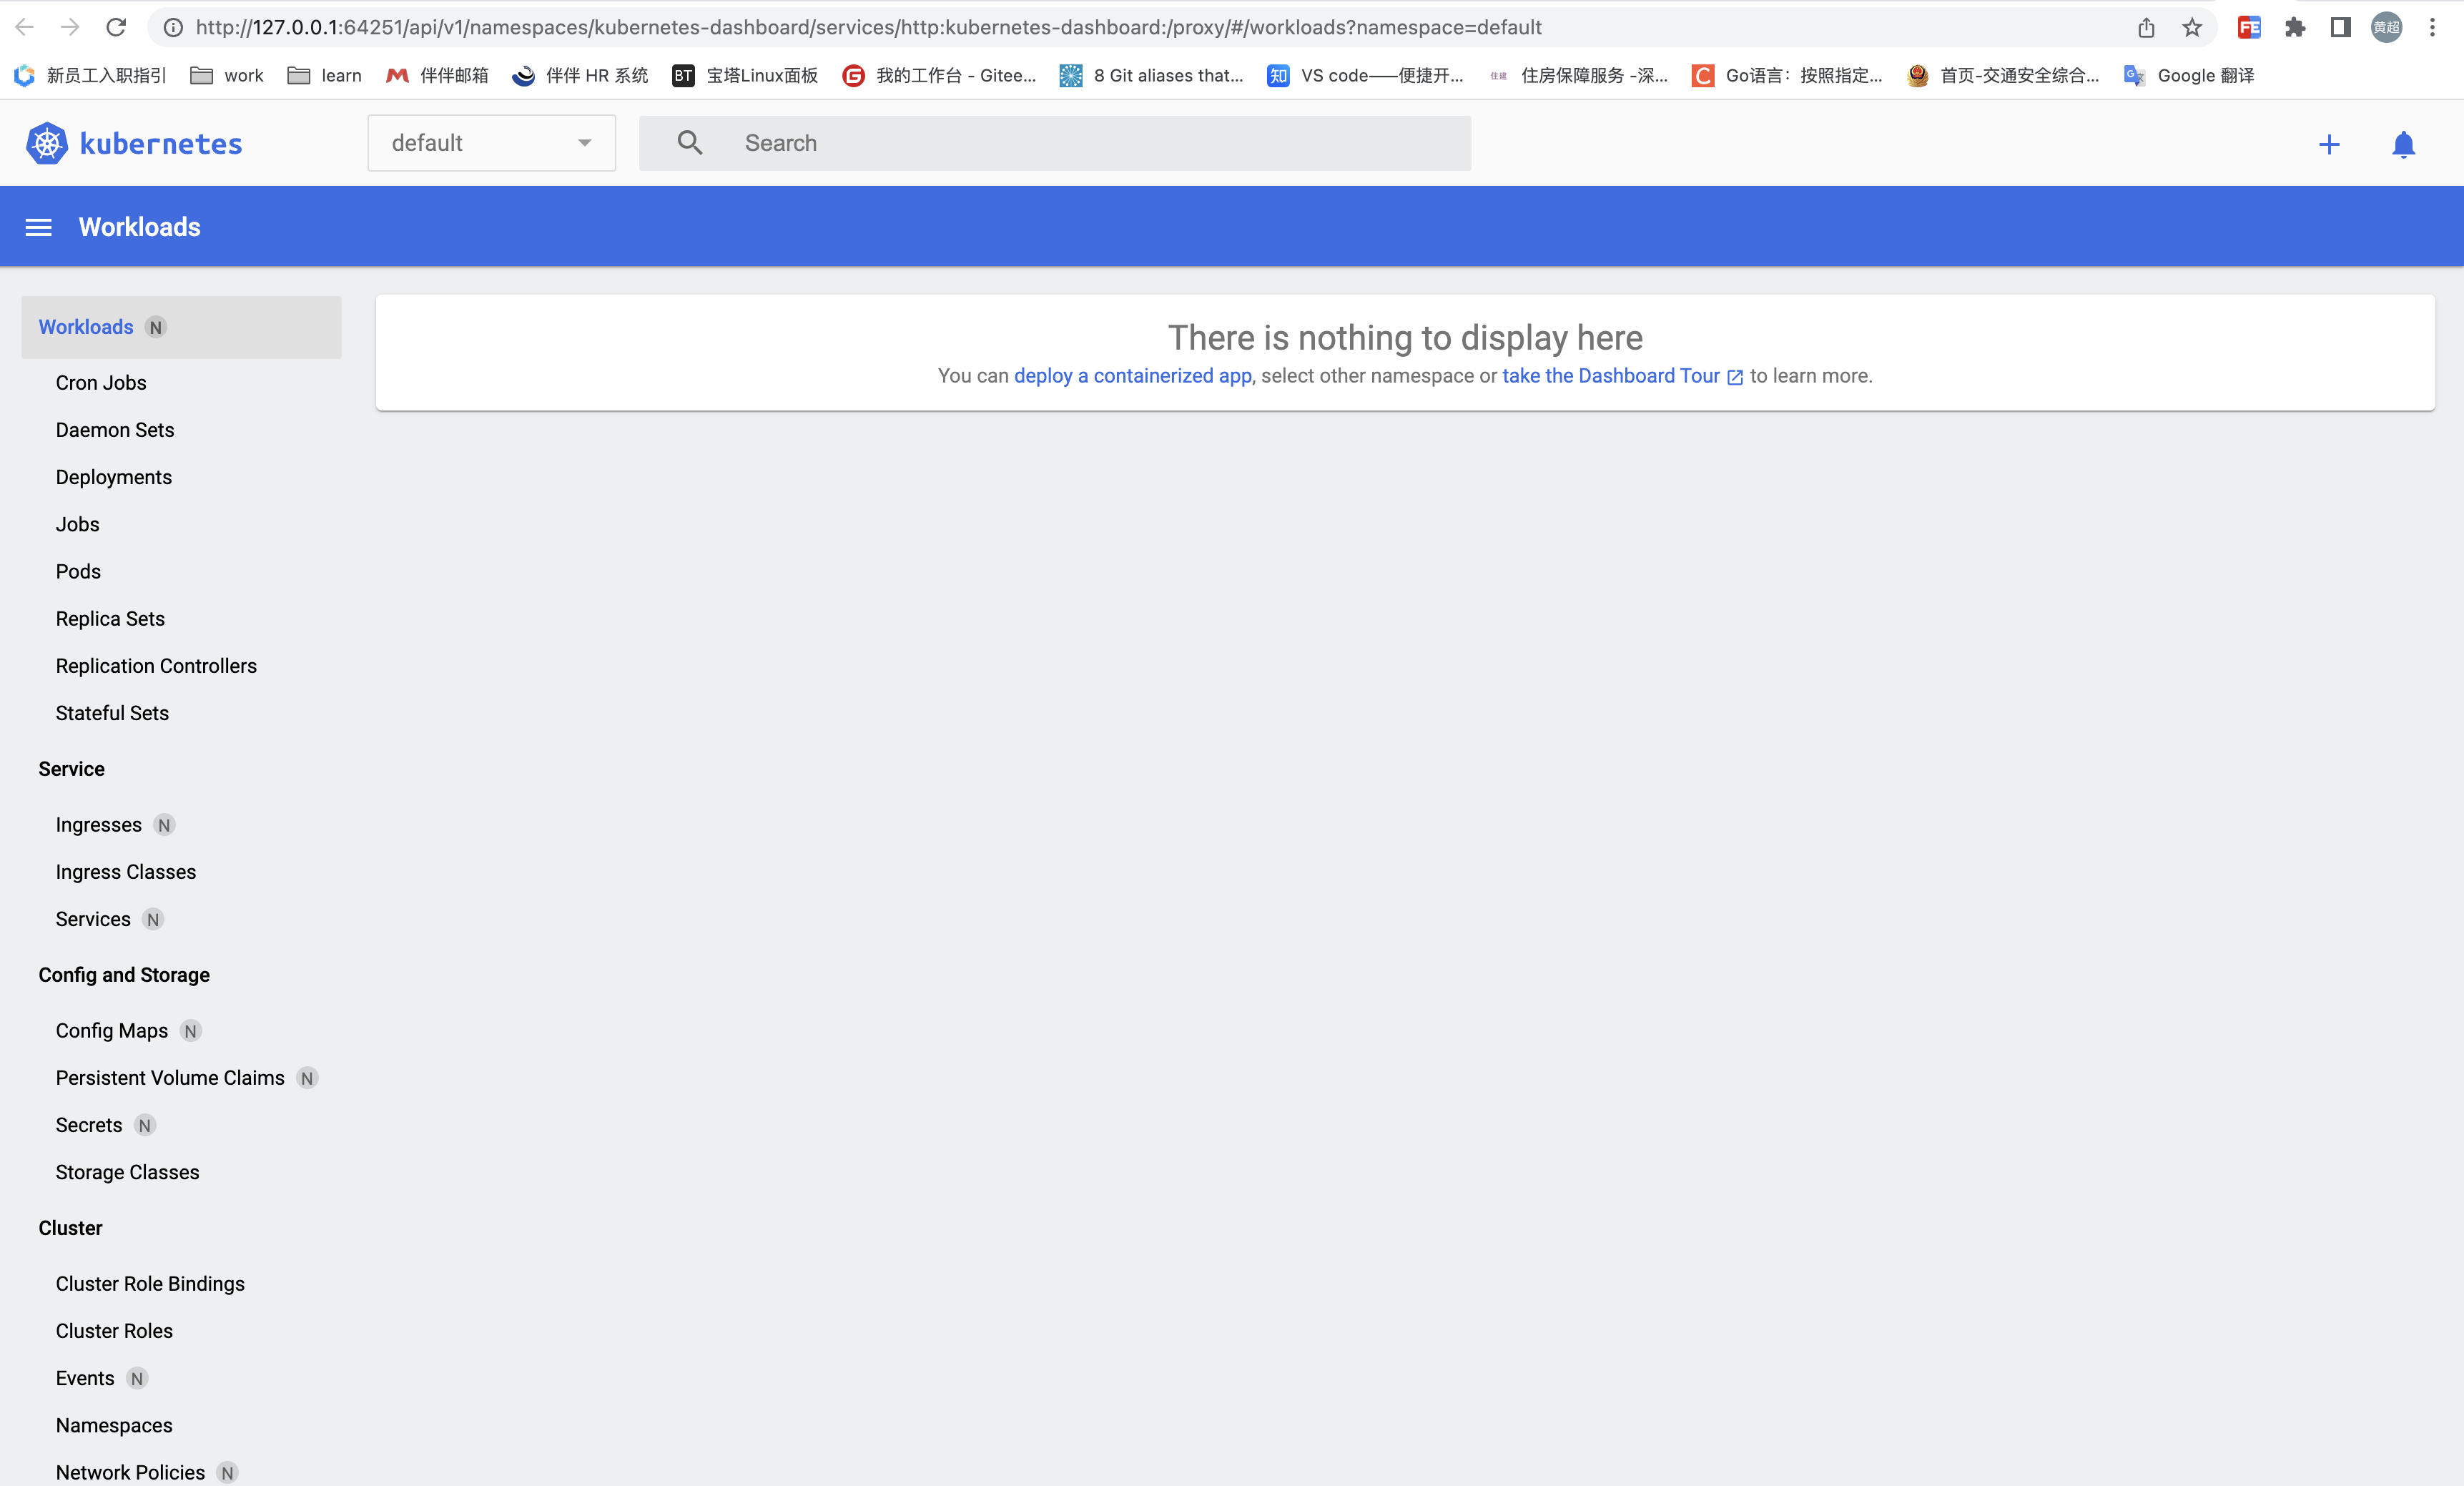 http://127.0.0.1:64251/api/v1/namespaces/kubernetes-dashboard/services/http:kubernetes-dashboard:/proxy/#/workloads?namespace=default
FE
黄超
新员工入职指引 work learn 伴伴邮箱 伴伴 HR 系统 BT 宝塔Linux面板 G 我的工作台 - Gitee... 8 Git aliases that... 知 VS code——便捷开... 住建 住房保障服务 -深... C Go语言：按照指定... 首页-交通安全综合... Google 翻译
kubernetes
default
Search
Workloads
Workloads N
Cron Jobs
Daemon Sets
Deployments
Jobs
Pods
Replica Sets
Replication Controllers
Stateful Sets
Service
Ingresses N
Ingress Classes
Services N
Config and Storage
Config Maps N
Persistent Volume Claims N
Secrets N
Storage Classes
Cluster
Cluster Role Bindings
Cluster Roles
Events N
Namespaces
Network Policies N
There is nothing to display here
You can deploy a containerized app, select other namespace or take the Dashboard Tour to learn more.